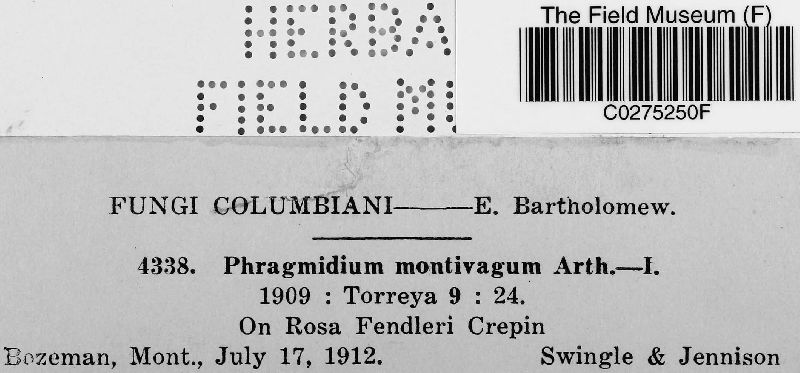 HERBA
FIELD MU
The Field Museum (F)
C0275250F
FUNGI COLUMBIANI———E. Bartholomew.
4338. Phragmidium montivagum Arth.—I.
1909 : Torreya 9 : 24.
On Rosa Fendleri Crepin
Bozeman, Mont., July 17, 1912. Swingle & Jennison